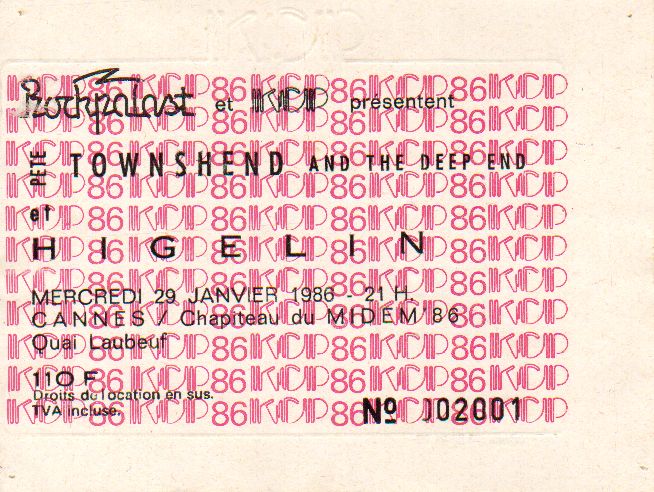 Rockpalast et KCP présentent
PETE TOWNSHEND AND THE DEEP END
et
HIGELIN
MERCREDI 29 JANVIER 1986 - 21 H.
CANNES / Chapiteau du MIDEM'86
Quai Laubeuf
110 F
Droits de location en sus.
TVA incluse.
Nº 002001